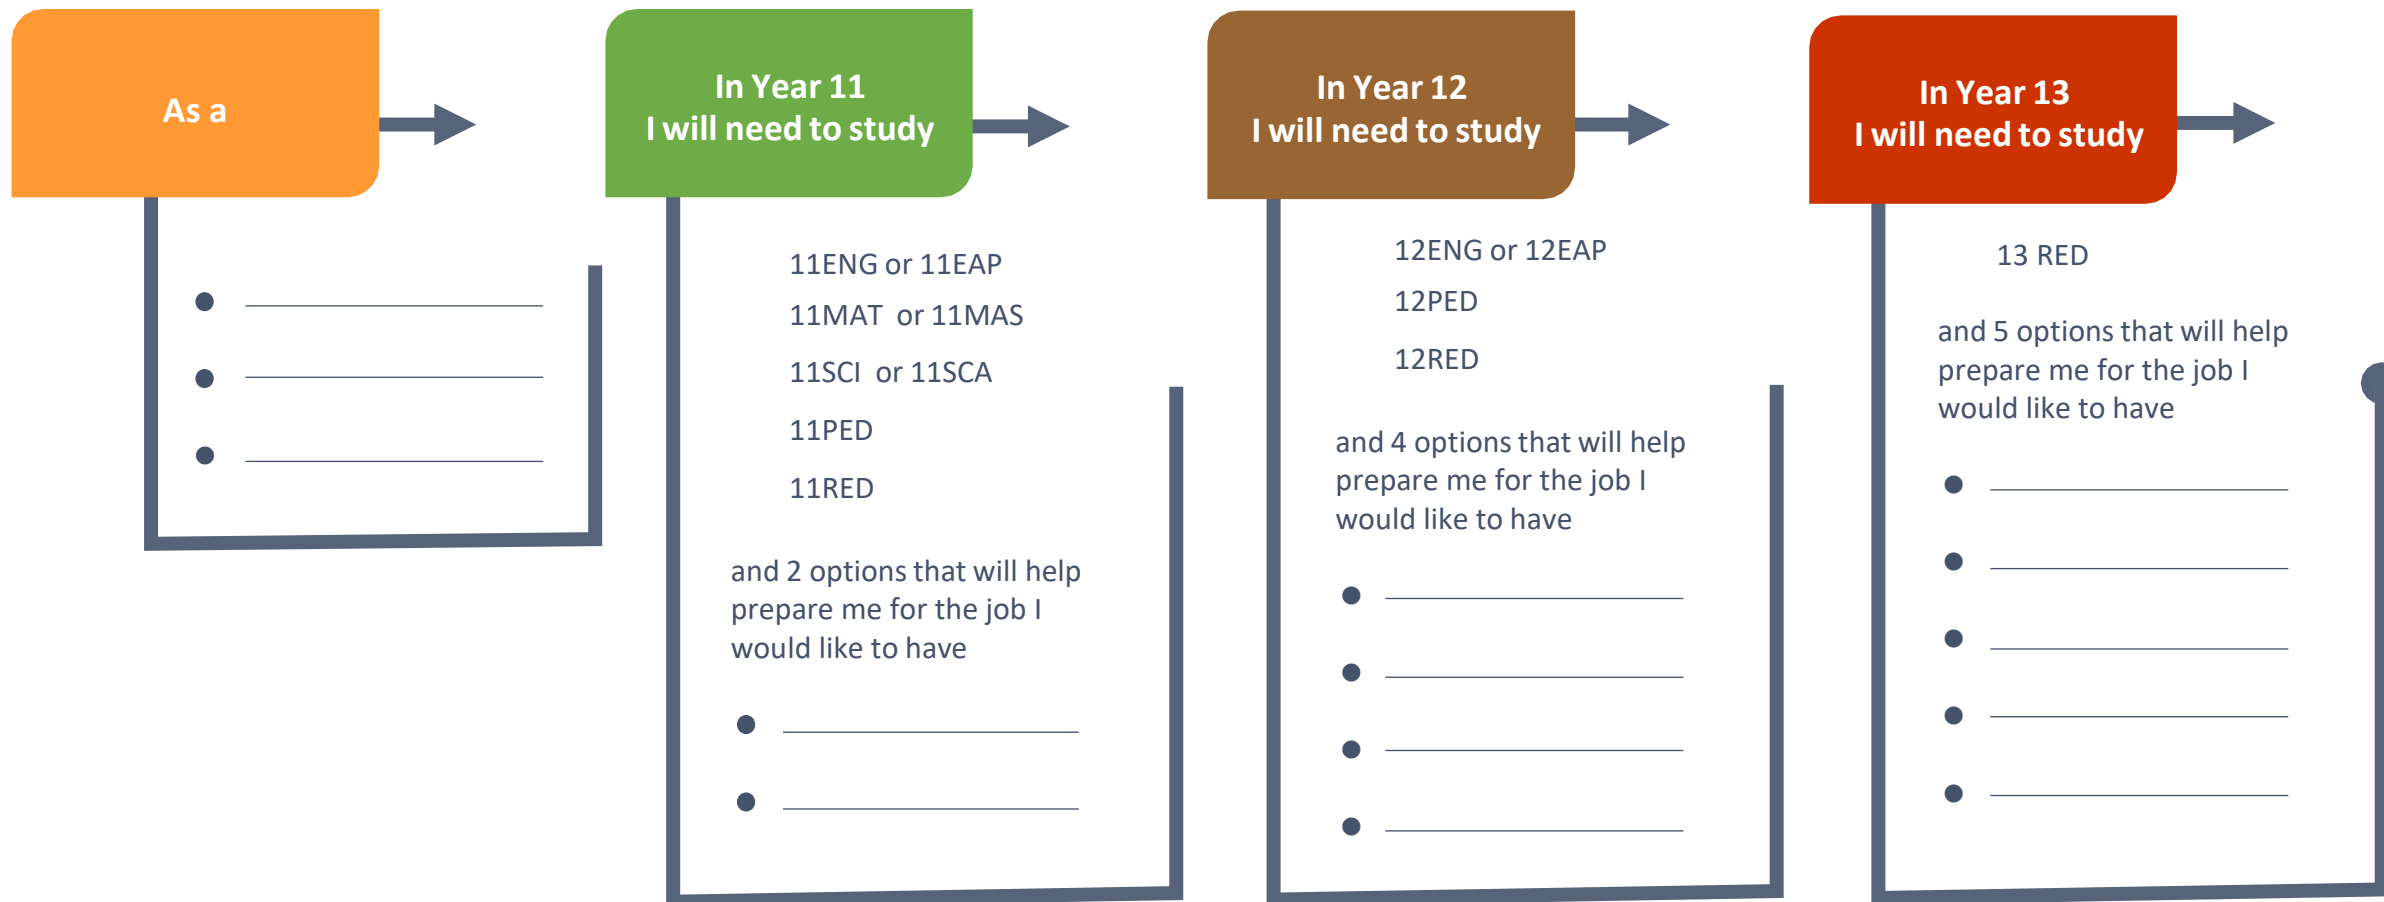 As a
In Year 11
I will need to study
11ENG or 11EAP
11MAT or 11MAS
11SCI or 11SCA
11PED
11RED
and 2 options that will help
prepare me for the job I
would like to have
In Year 12
I will need to study
12ENG or 12EAP
12PED
12RED
and 4 options that will help
prepare me for the job I
would like to have
In Year 13
I will need to study
13 RED
and 5 options that will help
prepare me for the job I
would like to have